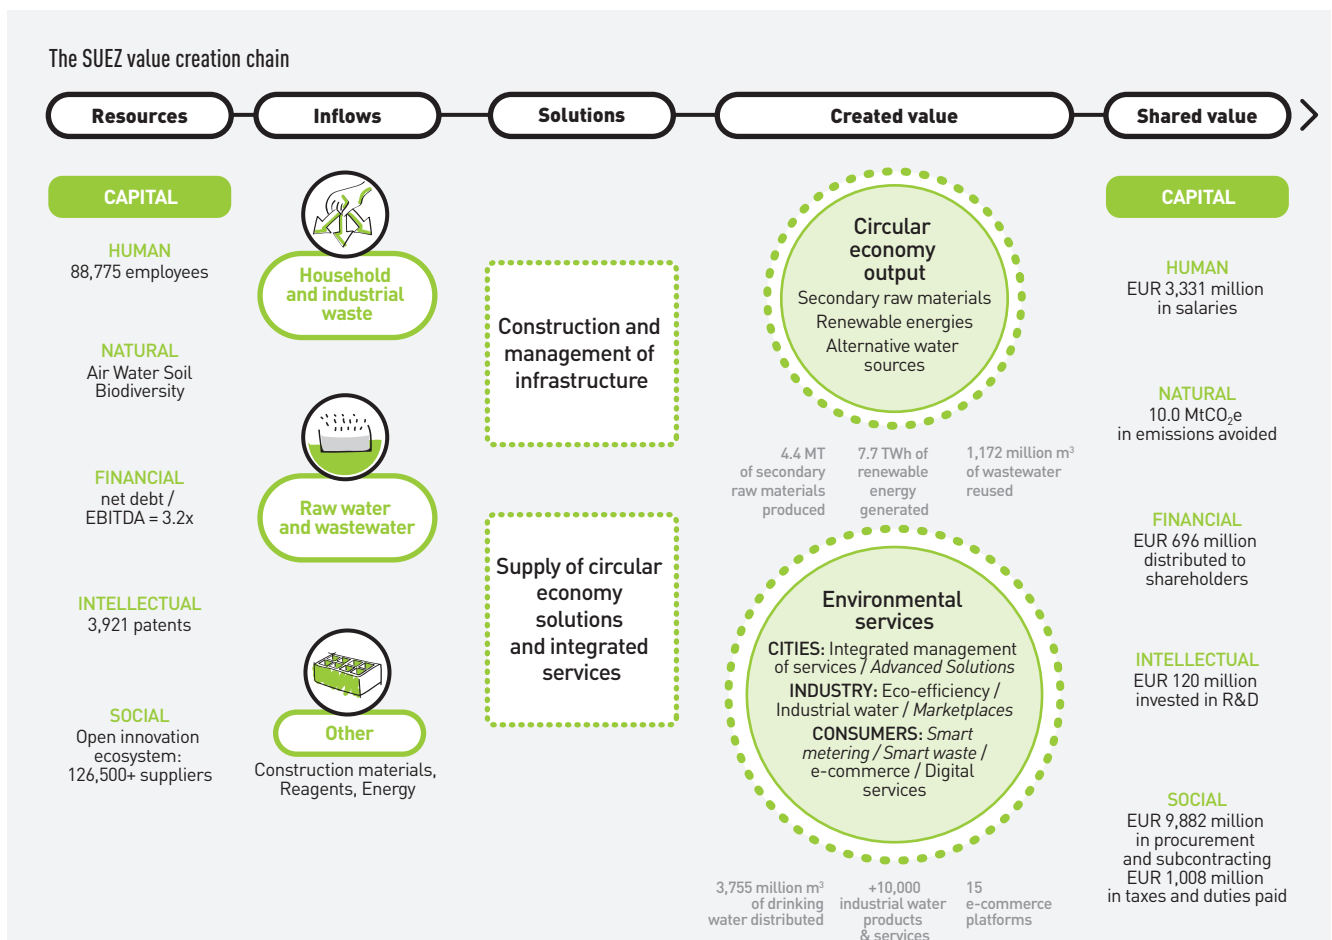 The SUEZ value creation chain
Resources
Inflows
Solutions
Created value
Shared value
CAPITAL
HUMAN
88,775 employees
NATURAL
Air Water Soil
Biodiversity
FINANCIAL
net debt /
EBITDA = 3.2x
INTELLECTUAL
3,921 patents
SOCIAL
Open innovation
ecosystem:
126,500+ suppliers
Household
and industrial
waste
Raw water
and wastewater
Other
Construction materials,
Reagents, Energy
Construction and
management of
infrastructure
Supply of circular
economy
solutions
and integrated
services
Circular
economy
output
Secondary raw materials
Renewable energies
Alternative water
sources
4.4 MT
of secondary
raw materials
produced
7.7 TWh of
renewable
energy
generated
1,172 million m³
of wastewater
reused
Environmental
services
CITIES: Integrated management
of services / Advanced Solutions
INDUSTRY: Eco-efficiency /
Industrial water / Marketplaces
CONSUMERS: Smart
metering / Smart waste /
e-commerce / Digital
services
3,755 million m³
of drinking
water distributed
+10,000
industrial water
products
& services
15
e-commerce
platforms
CAPITAL
HUMAN
EUR 3,331 million
in salaries
NATURAL
10.0 MtCO₂e
in emissions avoided
FINANCIAL
EUR 696 million
distributed to
shareholders
INTELLECTUAL
EUR 120 million
invested in R&D
SOCIAL
EUR 9,882 million
in procurement
and subcontracting
EUR 1,008 million
in taxes and duties paid